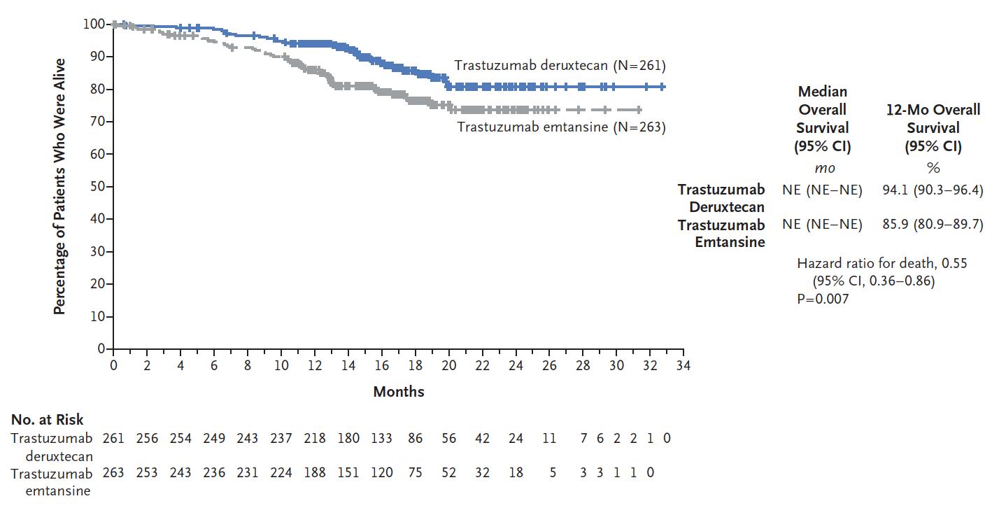 100
90
80
70
60
50
40
30
20
10
0
Percentage of Patients Who Were Alive
Trastuzumab deruxtecan (N=261)
Trastuzumab emtansine (N=263)
0 2 4 6 8 10 12 14 16 18 20 22 24 26 28 30 32 34
Months
Median
Overall
Survival
(95% CI)
12-Mo Overall
Survival
(95% CI)
mo %
Trastuzumab NE (NE–NE) 94.1 (90.3–96.4)
Deruxtecan
Trastuzumab NE (NE–NE) 85.9 (80.9–89.7)
Emtansine
Hazard ratio for death, 0.55
(95% CI, 0.36–0.86)
P=0.007
No. at Risk
Trastuzumab 261 256 254 249 243 237 218 180 133 86 56 42 24 11 7 6 2 2 1 0
deruxtecan
Trastuzumab 263 253 243 236 231 224 188 151 120 75 52 32 18 5 3 3 1 1 0
emtansine